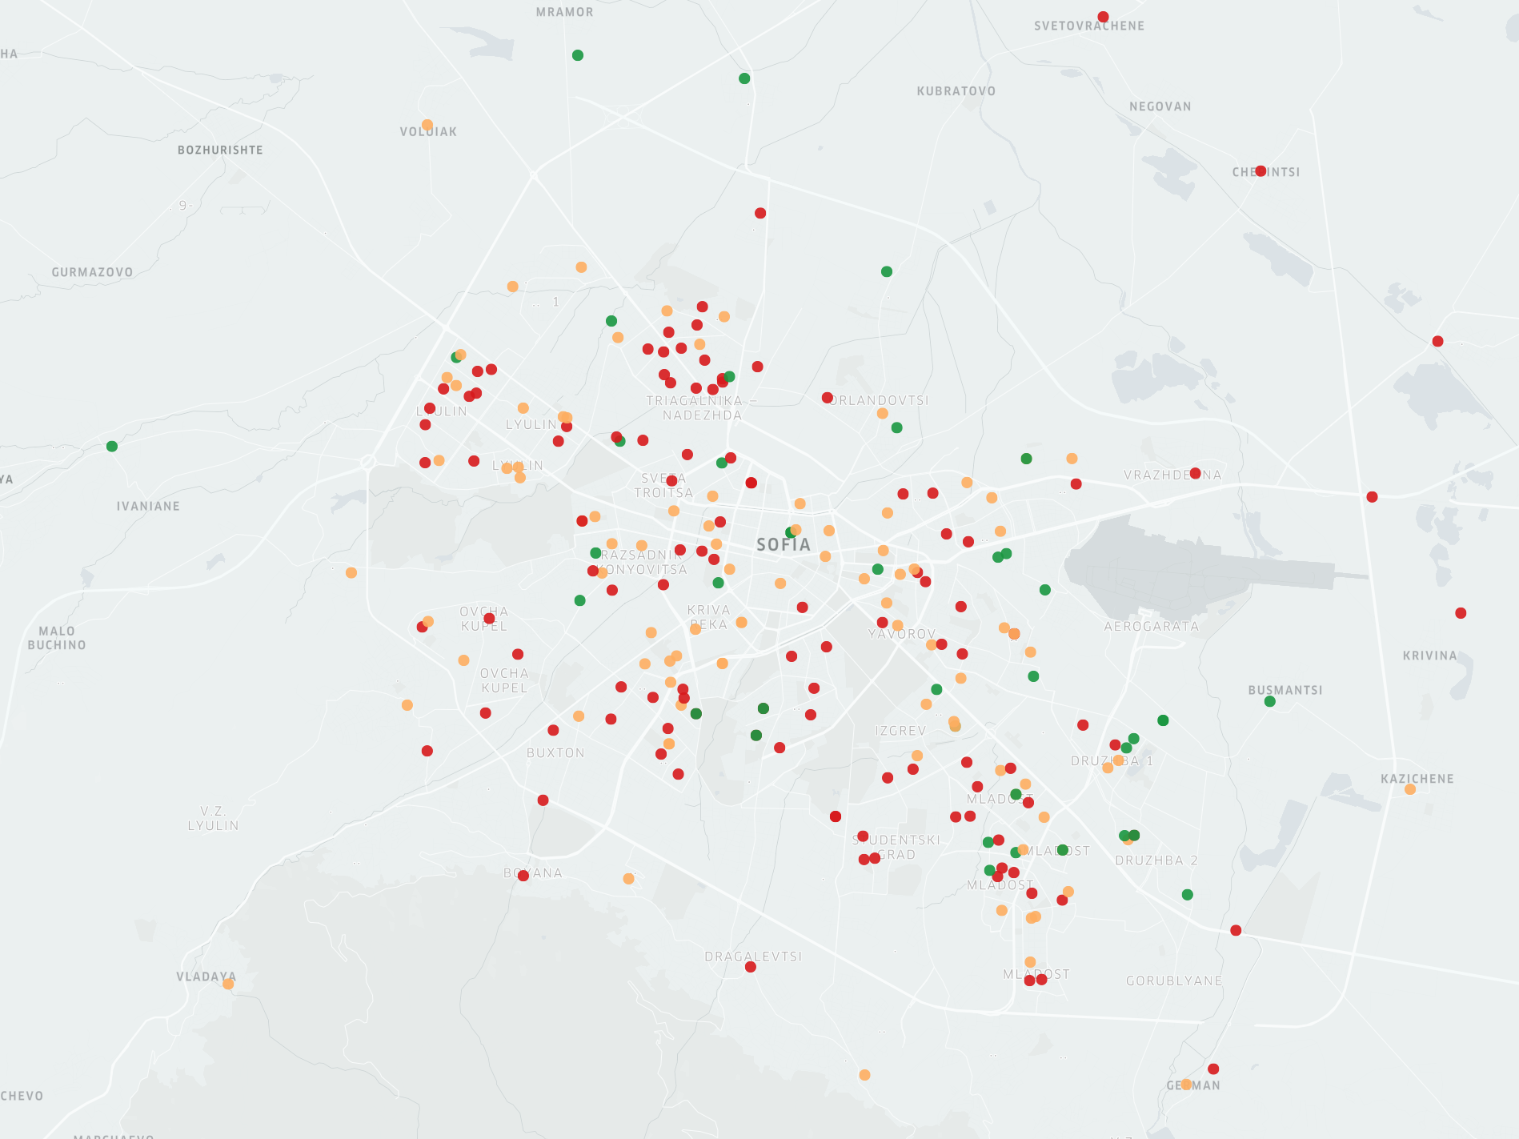 MRAMOR
SVETOVRACHENE
HA
KUBRATOVO
NEGOVAN
VOLUIAK
BOZHURISHTE
CHEPINTSI
9
GURMAZOVO
1
LYULIN
TRIAGALNIKA –
NADEZHDA
ORLANDOVTSI
LYULIN
LYULIN
YA
SVETA
TROITSA
VRAZHDEBNA
IVANIANE
SOFIA
RAZSADNIK
KONYOVITSA
OVCHA
KUPEL
KRIVA
REKA
MALO
BUCHINO
YAVOROV
AEROGARATA
KRIVINA
OVCHA
KUPEL
BUSMANTSI
IZGREV
BUXTON
DRUZHBA 1
KAZICHENE
V.Z.
LYULIN
MLADOST
STUDENTSKI
GRAD
MLADOST
DRUZHBA 2
BOYANA
MLADOST
DRAGALEVTSI
VLADAYA
MLADOST
GORUBLYANE
GERMAN
CHEVO
MARCHAEVO